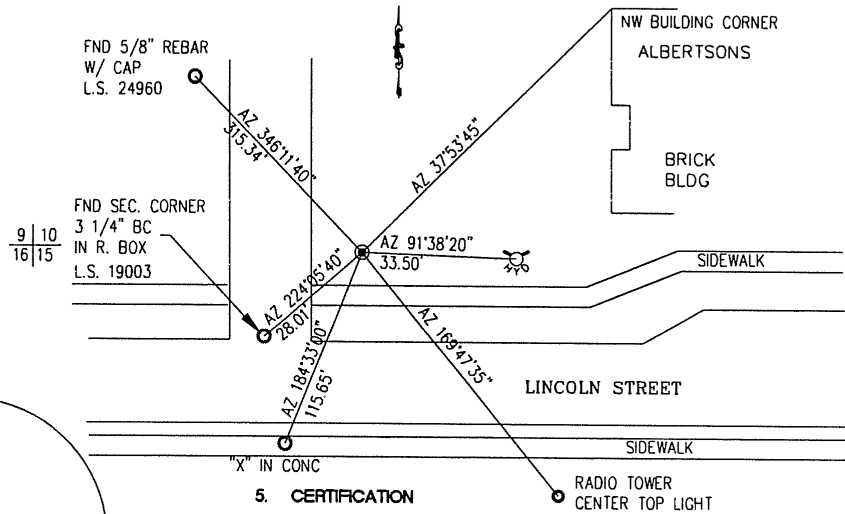 NW BUILDING CORNER
ALBERTSONS
FND 5/8" REBAR
W/ CAP
L.S. 24960
AZ 346°11'40"
315.34'
AZ 37°53'45"
BRICK
BLDG
FND SEC. CORNER
3 1/4" BC
IN R. BOX
L.S. 19003
9 10
16 15
AZ 91°38'20"
33.50'
HYD
SIDEWALK
AZ 224°05'40"
28.01'
AZ 184°33'00"
115.65'
AZ 169°47'35"
LINCOLN STREET
SIDEWALK
"X" IN CONC
5. CERTIFICATION
RADIO TOWER
CENTER TOP LIGHT